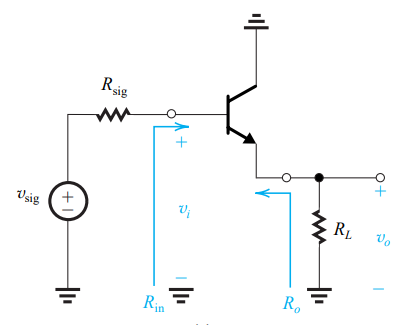 R_sig
v_sig
+
−
+
v_i
−
R_in
R_o
R_L
+
v_o
−